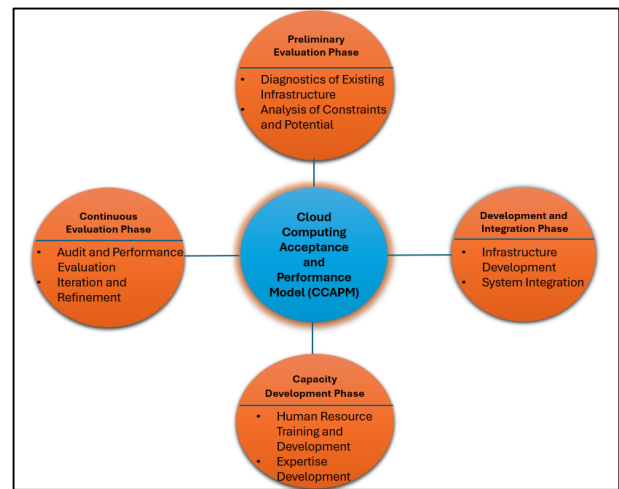 Preliminary
Evaluation Phase
• Diagnostics of Existing
Infrastructure
• Analysis of Constraints
and Potential
Continuous
Evaluation Phase
• Audit and Performance
Evaluation
• Iteration and
Refinement
Cloud
Computing
Acceptance
and
Performance
Model (CCAPM)
Development and
Integration Phase
• Infrastructure
Development
• System Integration
Capacity
Development Phase
• Human Resource
Training and
Development
• Expertise
Development